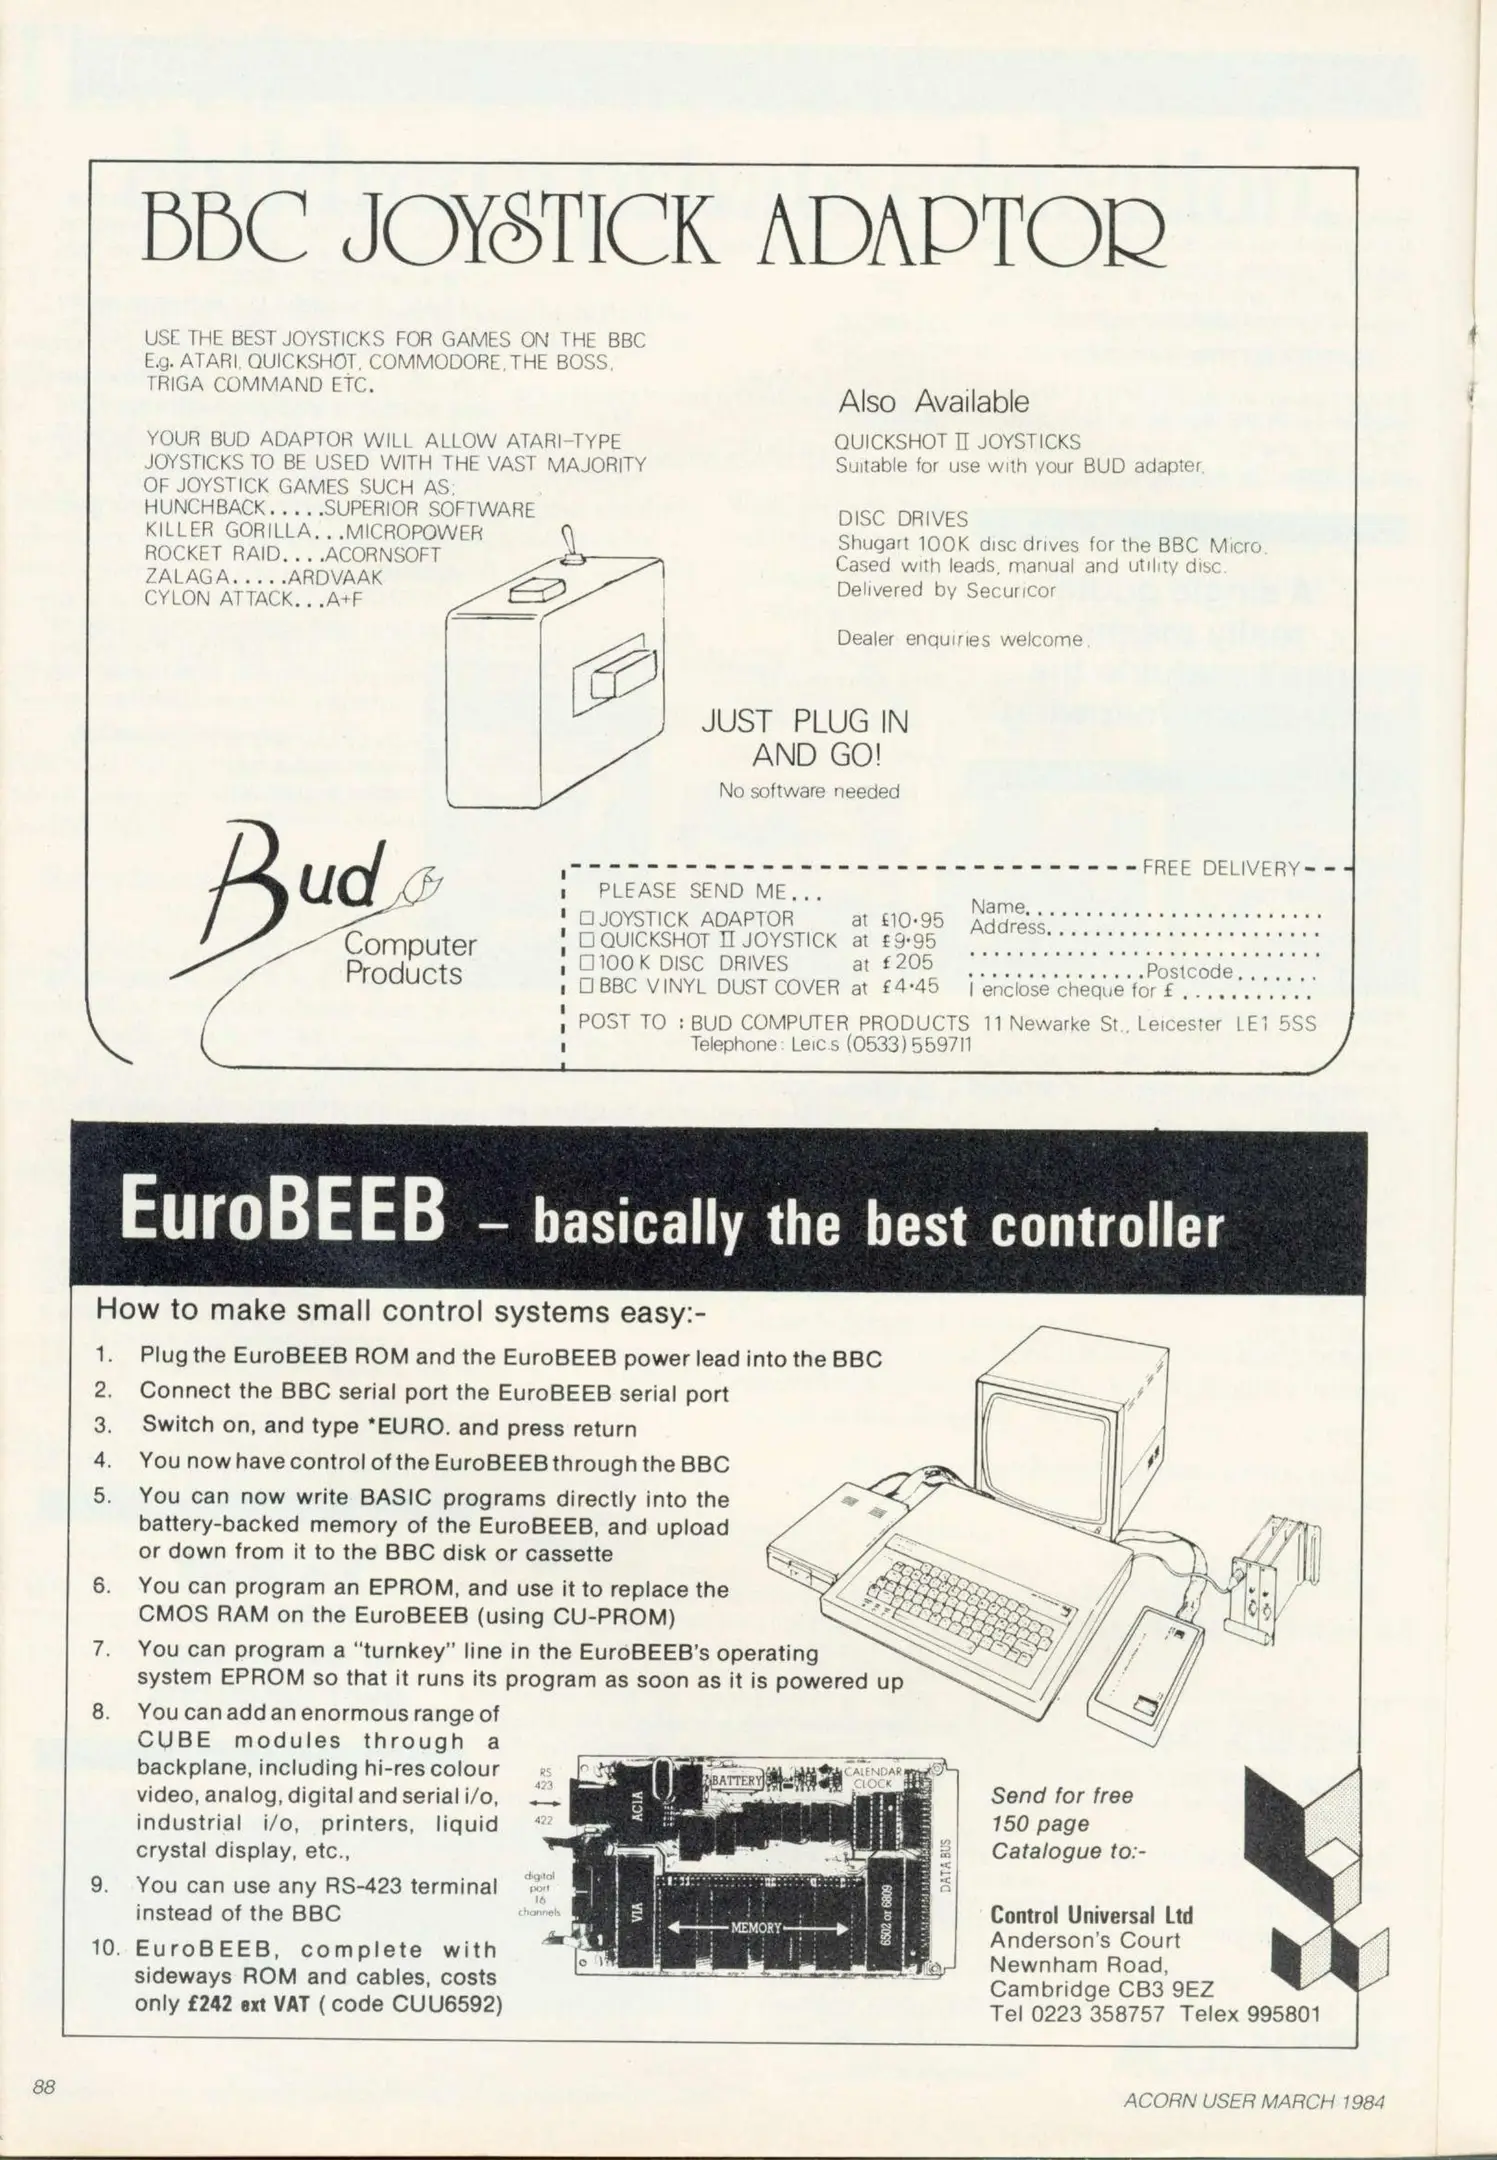 BBC JOYSTICK ADAPTOR
USE THE BEST JOYSTICKS FOR GAMES ON THE BBC
E.g. ATARI, QUICKSHOT, COMMODORE, THE BOSS,
TRIGA COMMAND ETC.
YOUR BUD ADAPTOR WILL ALLOW ATARI-TYPE
JOYSTICKS TO BE USED WITH THE VAST MAJORITY
OF JOYSTICK GAMES SUCH AS:
HUNCHBACK.....SUPERIOR SOFTWARE
KILLER GORILLA...MICROPOWER
ROCKET RAID....ACORNSOFT
ZALAGA.....ARDVAAK
CYLON ATTACK...A+F
Also Available
QUICKSHOT II JOYSTICKS
Suitable for use with your BUD adapter.
DISC DRIVES
Shugart 100K disc drives for the BBC Micro.
Cased with leads, manual and utility disc.
Delivered by Securicor
Dealer enquiries welcome.
JUST PLUG IN
AND GO!
No software needed
Bud
Computer
Products
FREE DELIVERY
PLEASE SEND ME...
□ JOYSTICK ADAPTOR at £10·95
□ QUICKSHOT II JOYSTICK at £9·95
□ 100K DISC DRIVES at £205
□ BBC VINYL DUST COVER at £4·45
Name..........................
Address.......................
..............................
...............Postcode.......
I enclose cheque for £...........
POST TO : BUD COMPUTER PRODUCTS 11 Newarke St., Leicester LE1 5SS
Telephone: Leic.s (0533) 559711
EuroBEEB – basically the best controller
How to make small control systems easy:-
1. Plug the EuroBEEB ROM and the EuroBEEB power lead into the BBC
2. Connect the BBC serial port the EuroBEEB serial port
3. Switch on, and type *EURO. and press return
4. You now have control of the EuroBEEB through the BBC
5. You can now write BASIC programs directly into the
battery-backed memory of the EuroBEEB, and upload
or down from it to the BBC disk or cassette
6. You can program an EPROM, and use it to replace the
CMOS RAM on the EuroBEEB (using CU-PROM)
7. You can program a "turnkey" line in the EuroBEEB's operating
system EPROM so that it runs its program as soon as it is powered up
8. You can add an enormous range of
CUBE modules through a
backplane, including hi-res colour
video, analog, digital and serial i/o,
industrial i/o, printers, liquid
crystal display, etc.,
9. You can use any RS-423 terminal
instead of the BBC
10. EuroBEEB, complete with
sideways ROM and cables, costs
only £242 ext VAT (code CUU6592)
RS
423
422
digital
port
16
channels
ACIA
VIA
BATTERY
CALENDAR
CLOCK
MEMORY
6502 or 6809
DATA BUS
Send for free
150 page
Catalogue to:-
Control Universal Ltd
Anderson's Court
Newnham Road,
Cambridge CB3 9EZ
Tel 0223 358757 Telex 995801
88
ACORN USER MARCH 1984